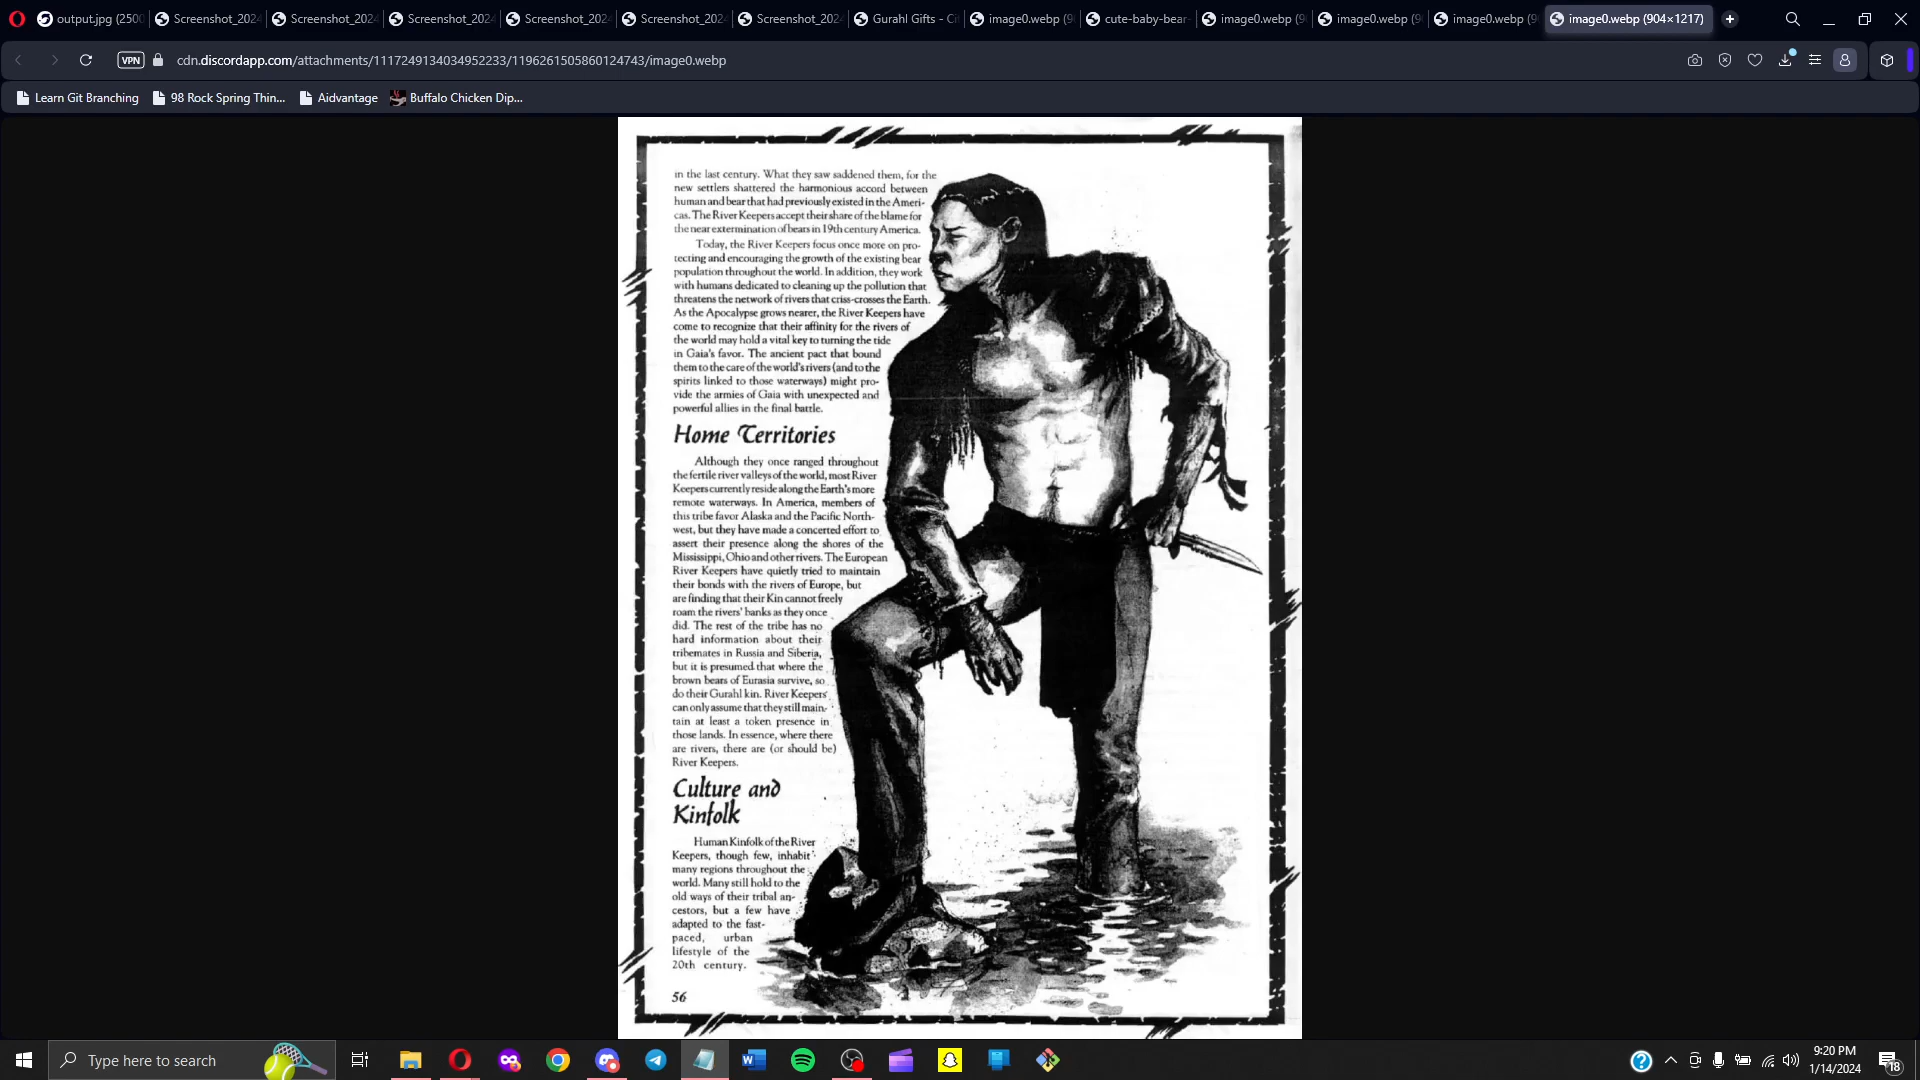 output.jpg (2500
Screenshot_2024
Screenshot_2024
Screenshot_2024
Screenshot_2024
Screenshot_2024
Screenshot_2024
Gurahl Gifts - Ci
image0.webp (9
cute-baby-bear-
image0.webp (9
image0.webp (9
image0.webp (9
image0.webp (904×1217)
VPN
cdn.discordapp.com/attachments/1117249134034952233/1196261505860124743/image0.webp
Learn Git Branching
98 Rock Spring Thin...
Aidvantage
Buffalo Chicken Dip...
in the last century. What they saw saddened them, for the
new settlers shattered the harmonious accord between
human and bear that had previously existed in the Ameri-
cas. The River Keepers accept their share of the blame for
the near extermination of bears in 19th century America.
Today, the River Keepers focus once more on pro-
tecting and encouraging the growth of the existing bear
population throughout the world. In addition, they work
with humans dedicated to cleaning up the pollution that
threatens the network of rivers that criss-crosses the Earth.
As the Apocalypse grows nearer, the River Keepers have
come to recognize that their affinity for the rivers of
the world may hold a vital key to turning the tide
in Gaia's favor. The ancient pact that bound
them to the care of the world's rivers (and to the
spirits linked to those waterways) might pro-
vide the armies of Gaia with unexpected and
powerful allies in the final battle.
Home Territories
Although they once ranged throughout
the fertile river valleys of the world, most River
Keepers currently reside along the Earth's more
remote waterways. In America, members of
this tribe favor Alaska and the Pacific North-
west, but they have made a concerted effort to
assert their presence along the shores of the
Mississippi, Ohio and other rivers. The European
River Keepers have quietly tried to maintain
their bonds with the rivers of Europe, but
are finding that their Kin cannot freely
roam the rivers' banks as they once
did. The rest of the tribe has no
hard information about their
tribemates in Russia and Siberia,
but it is presumed that where the
brown bears of Eurasia survive, so
do their Gurahl kin. River Keepers
can only assume that they still main-
tain at least a token presence in
those lands. In essence, where there
are rivers, there are (or should be)
River Keepers.
Culture and
Kinfolk
Human Kinfolk of the River
Keepers, though few, inhabit
many regions throughout the
world. Many still hold to the
old ways of their tribal an-
cestors, but a few have
adapted to the fast-
paced, urban
lifestyle of the
20th century.
56
Type here to search
9:20 PM
1/14/2024
18